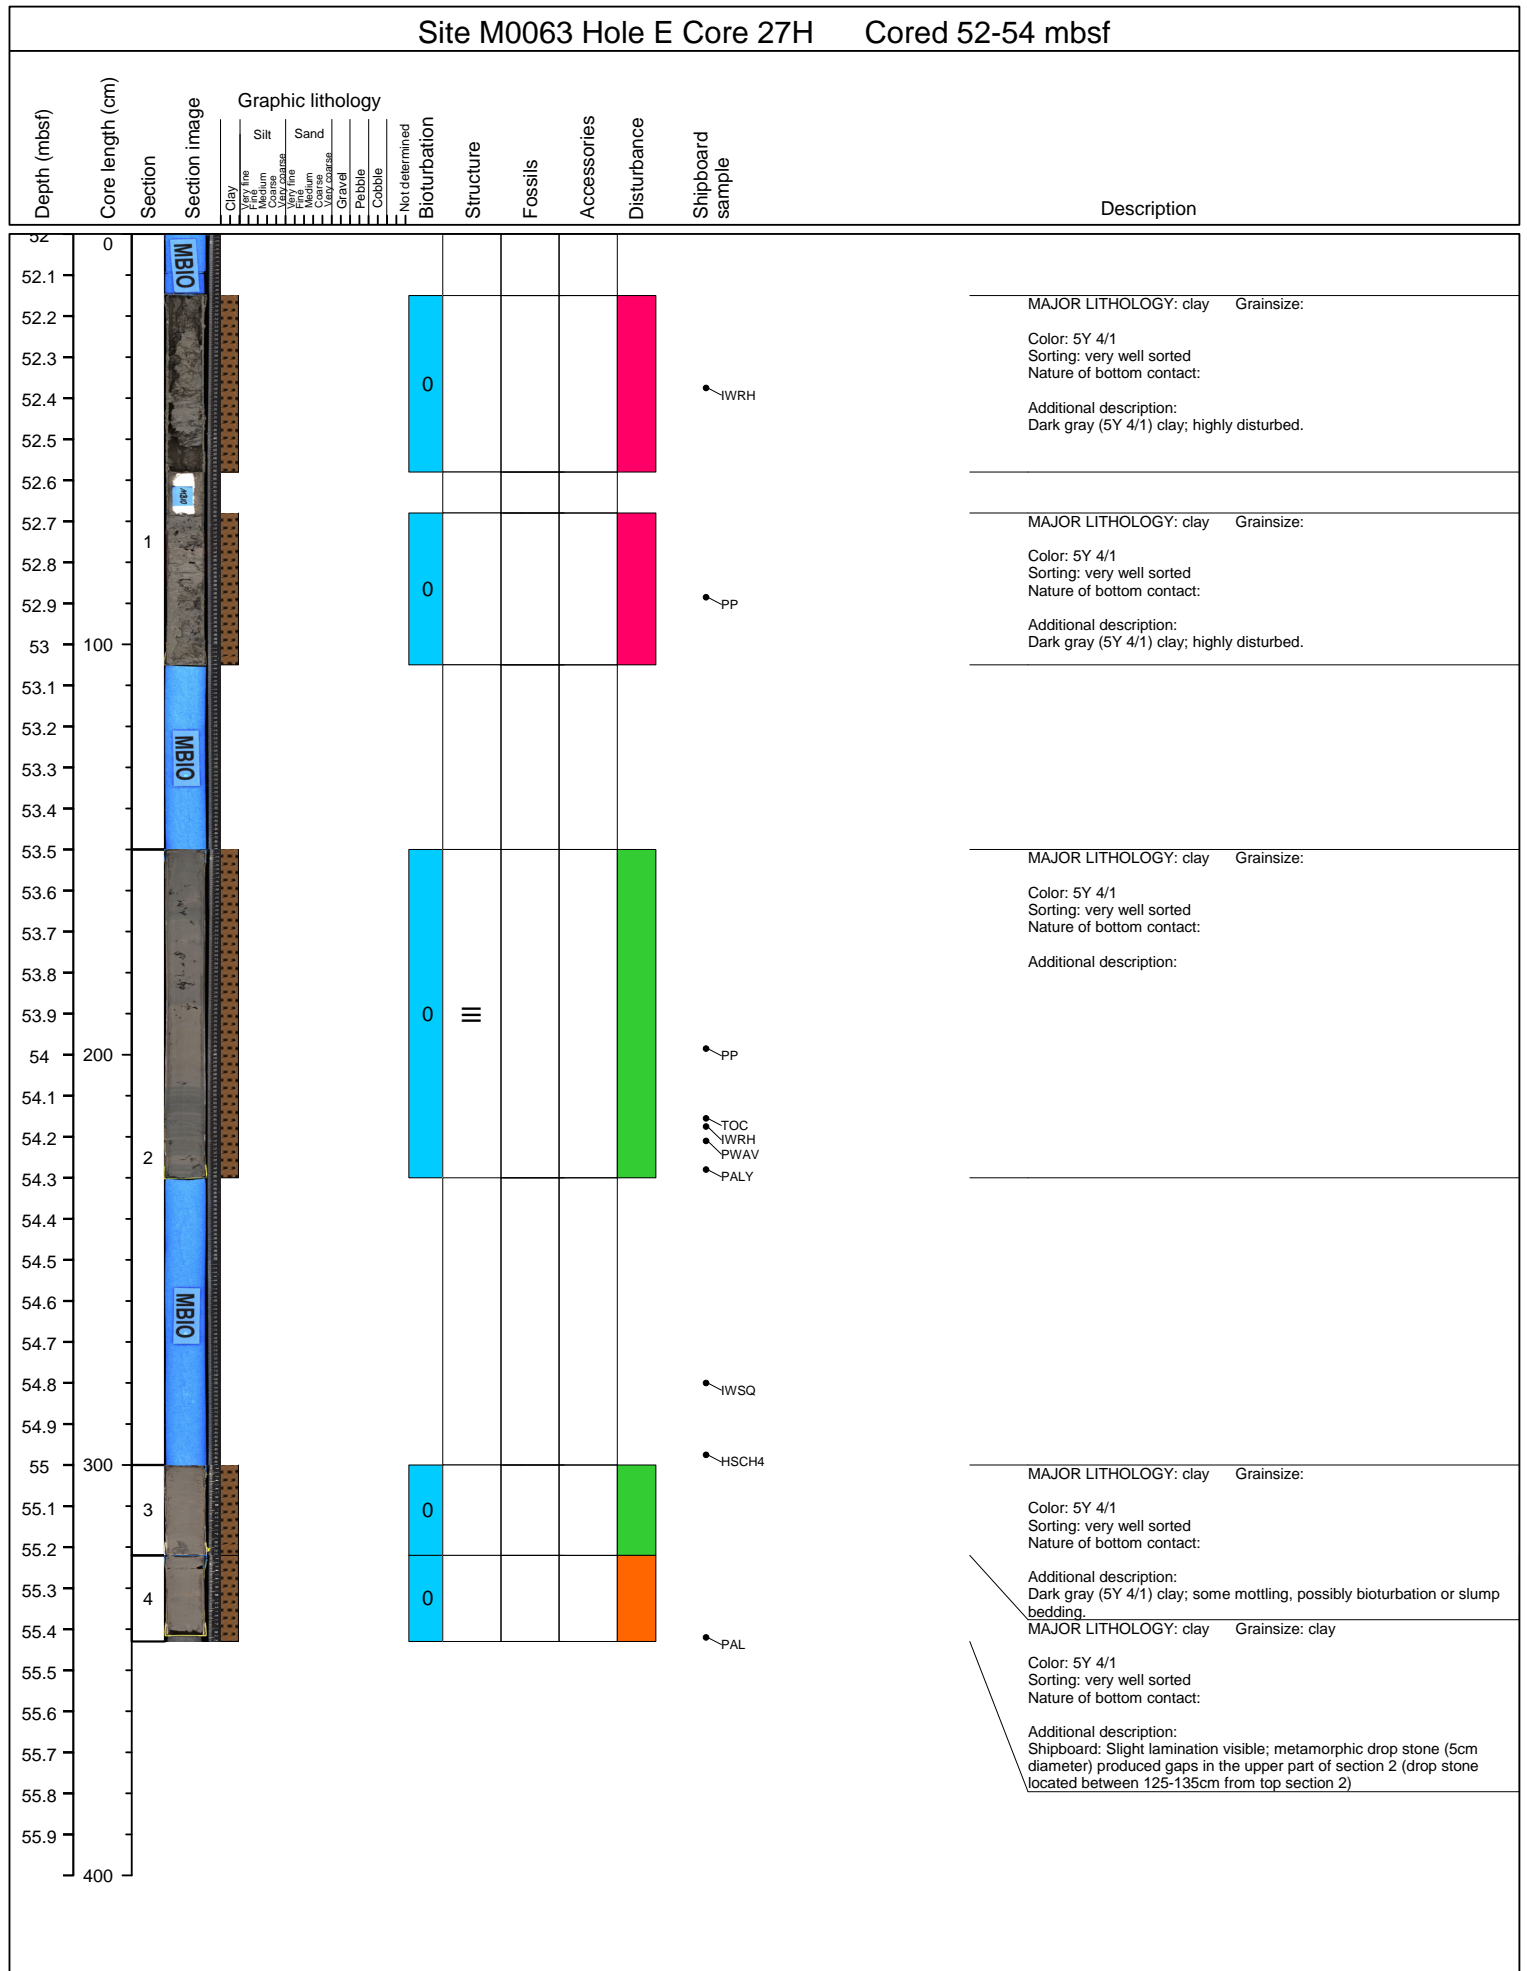 Site M0063 Hole E Core 27H Cored 52-54 mbsf
Depth (mbsf)
Core length (cm)
Section
Section image
Graphic lithology
Clay
Silt
Very fine
Fine
Medium
Coarse
Very coarse
Sand
Very fine
Fine
Medium
Coarse
Very coarse
Gravel
Pebble
Cobble
Not determined
Bioturbation
Structure
Fossils
Accessories
Disturbance
Shipboard
sample
Description
52
52.1
52.2
52.3
52.4
52.5
52.6
52.7
52.8
52.9
53
53.1
53.2
53.3
53.4
53.5
53.6
53.7
53.8
53.9
54
54.1
54.2
54.3
54.4
54.5
54.6
54.7
54.8
54.9
55
55.1
55.2
55.3
55.4
55.5
55.6
55.7
55.8
55.9
0
100
200
300
400
1
2
3
4
MBIO
MBIO
MBIO
MBIO
0
0
0
0
0
IWRH
PP
PP
TOC
IWRH
PWAV
PALY
IWSQ
HSCH4
PAL
MAJOR LITHOLOGY: clay Grainsize:
Color: 5Y 4/1
Sorting: very well sorted
Nature of bottom contact:
Additional description:
Dark gray (5Y 4/1) clay; highly disturbed.
MAJOR LITHOLOGY: clay Grainsize:
Color: 5Y 4/1
Sorting: very well sorted
Nature of bottom contact:
Additional description:
Dark gray (5Y 4/1) clay; highly disturbed.
MAJOR LITHOLOGY: clay Grainsize:
Color: 5Y 4/1
Sorting: very well sorted
Nature of bottom contact:
Additional description:
MAJOR LITHOLOGY: clay Grainsize:
Color: 5Y 4/1
Sorting: very well sorted
Nature of bottom contact:
Additional description:
Dark gray (5Y 4/1) clay; some mottling, possibly bioturbation or slump
bedding.
MAJOR LITHOLOGY: clay Grainsize: clay
Color: 5Y 4/1
Sorting: very well sorted
Nature of bottom contact:
Additional description:
Shipboard: Slight lamination visible; metamorphic drop stone (5cm
diameter) produced gaps in the upper part of section 2 (drop stone
located between 125-135cm from top section 2)